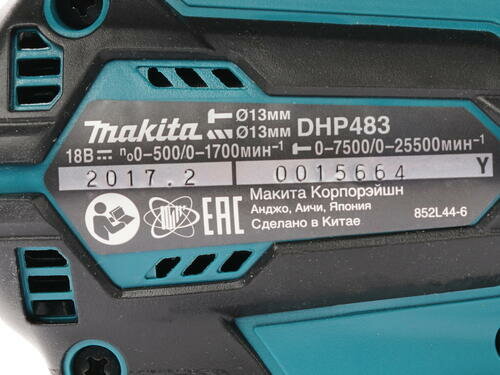 makita Ø13мм
Ø13мм DHP483
18В n₀0-500/0-1700мин⁻¹ 0-7500/0-25500мин⁻¹
2017.2 0015664 Y
Макита Корпорэйшн
Анджо, Аичи, Япония
Сделано в Китае
852L44-6
EAC